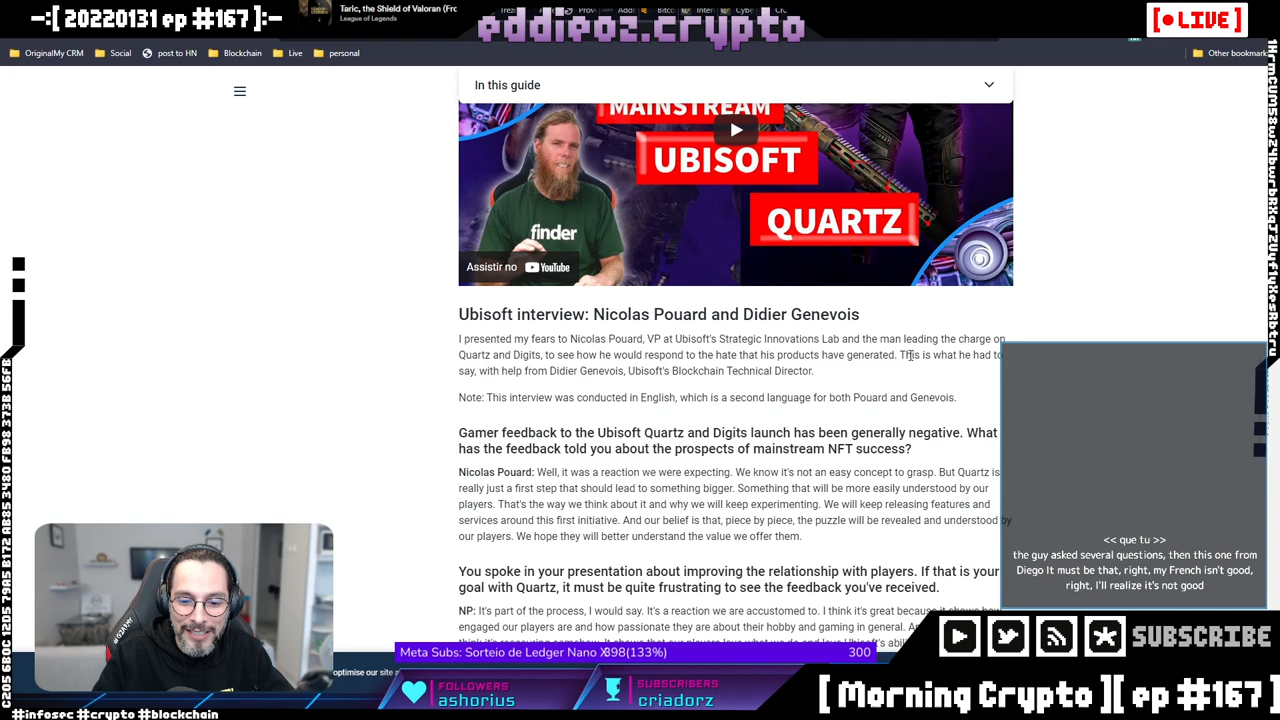 -:[ 20220131 ep #167]:-
Taric, the Shield of Valoran (Fro
League of Legends
eddieoz.crypto
[● LIVE]
OriginalMy CRM
Social
post to HN
Blockchain
Live
personal
Other bookmark
In this guide
MAINSTREAM
UBISOFT
QUARTZ
finder
Assistir no YouTube
Ubisoft interview: Nicolas Pouard and Didier Genevois
I presented my fears to Nicolas Pouard, VP at Ubisoft's Strategic Innovations Lab and the man leading the charge on
Quartz and Digits, to see how he would respond to the hate that his products have generated. This is what he had to
say, with help from Didier Genevois, Ubisoft's Blockchain Technical Director.
Note: This interview was conducted in English, which is a second language for both Pouard and Genevois.
Gamer feedback to the Ubisoft Quartz and Digits launch has been generally negative. What
has the feedback told you about the prospects of mainstream NFT success?
Nicolas Pouard: Well, it was a reaction we were expecting. We know it's not an easy concept to grasp. But Quartz is
really just a first step that should lead to something bigger. Something that will be more easily understood by our
players. That's the way we think about it and why we will keep experimenting. We will keep releasing features and
services around this first initiative. And our belief is that, piece by piece, the puzzle will be revealed and understood by
our players. We hope they will better understand the value we offer them.
You spoke in your presentation about improving the relationship with players. If that is your
goal with Quartz, it must be quite frustrating to see the feedback you've received.
NP: It's part of the process, I would say. It's a reaction we are accustomed to. I think it's great because it shows how
engaged our players are and how passionate they are about their hobby and gaming in general.
<< que tu >>
the guy asked several questions, then this one from
Diego It must be that, right, my French isn't good,
right, I'll realize it's not good
Meta Subs: Sorteio de Ledger Nano X
398(133%)
300
optimise our site
FOLLOWERS
ashorius
SUBSCRIBERS
criadorz
SUBSCRIBE
[ Morning Crypto ][ ep #167 ]
#infosec #crypto #blockchain